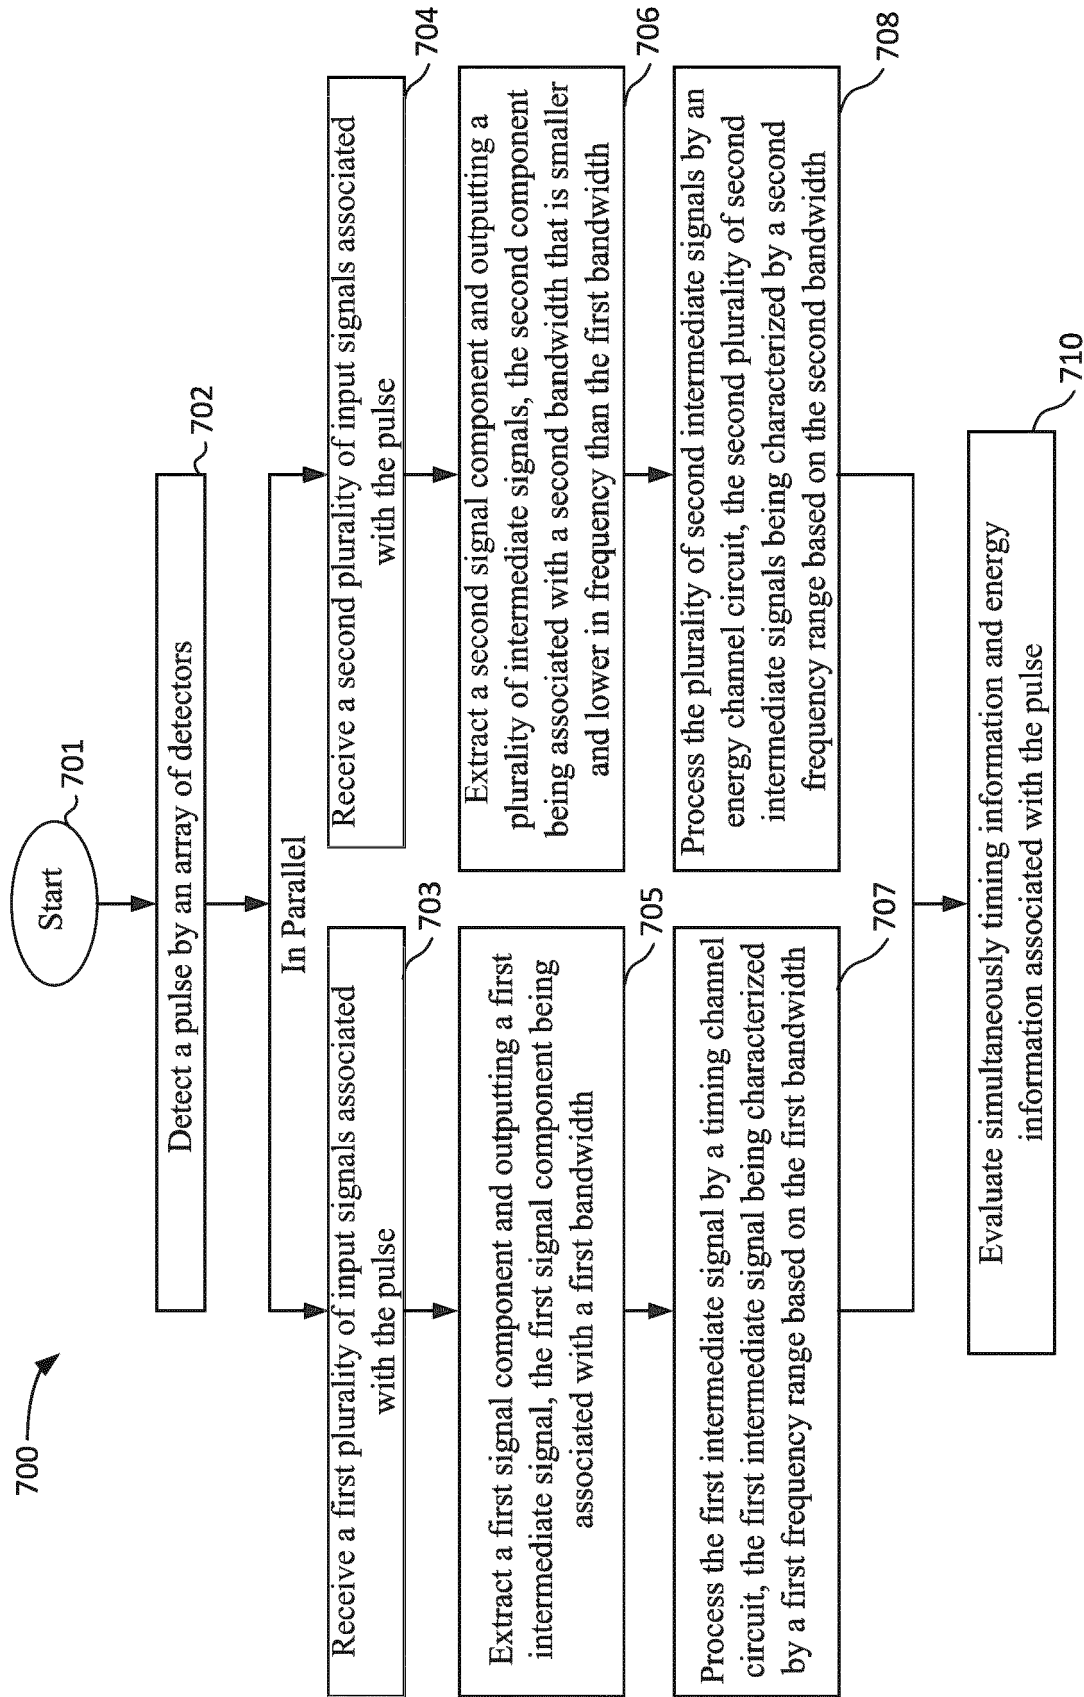 700
Start
701
Detect a pulse by an array of detectors
702
In Parallel
Receive a first plurality of input signals associated
with the pulse
703
Receive a second plurality of input signals associated
with the pulse
704
Extract a first signal component and outputting a first
intermediate signal, the first signal component being
associated with a first bandwidth
705
Extract a second signal component and outputting a
plurality of intermediate signals, the second component
being associated with a second bandwidth that is smaller
and lower in frequency than the first bandwidth
706
Process the first intermediate signal by a timing channel
circuit, the first intermediate signal being characterized
by a first frequency range based on the first bandwidth
707
Process the plurality of second intermediate signals by an
energy channel circuit, the second plurality of second
intermediate signals being characterized by a second
frequency range based on the second bandwidth
708
Evaluate simultaneously timing information and energy
information associated with the pulse
710